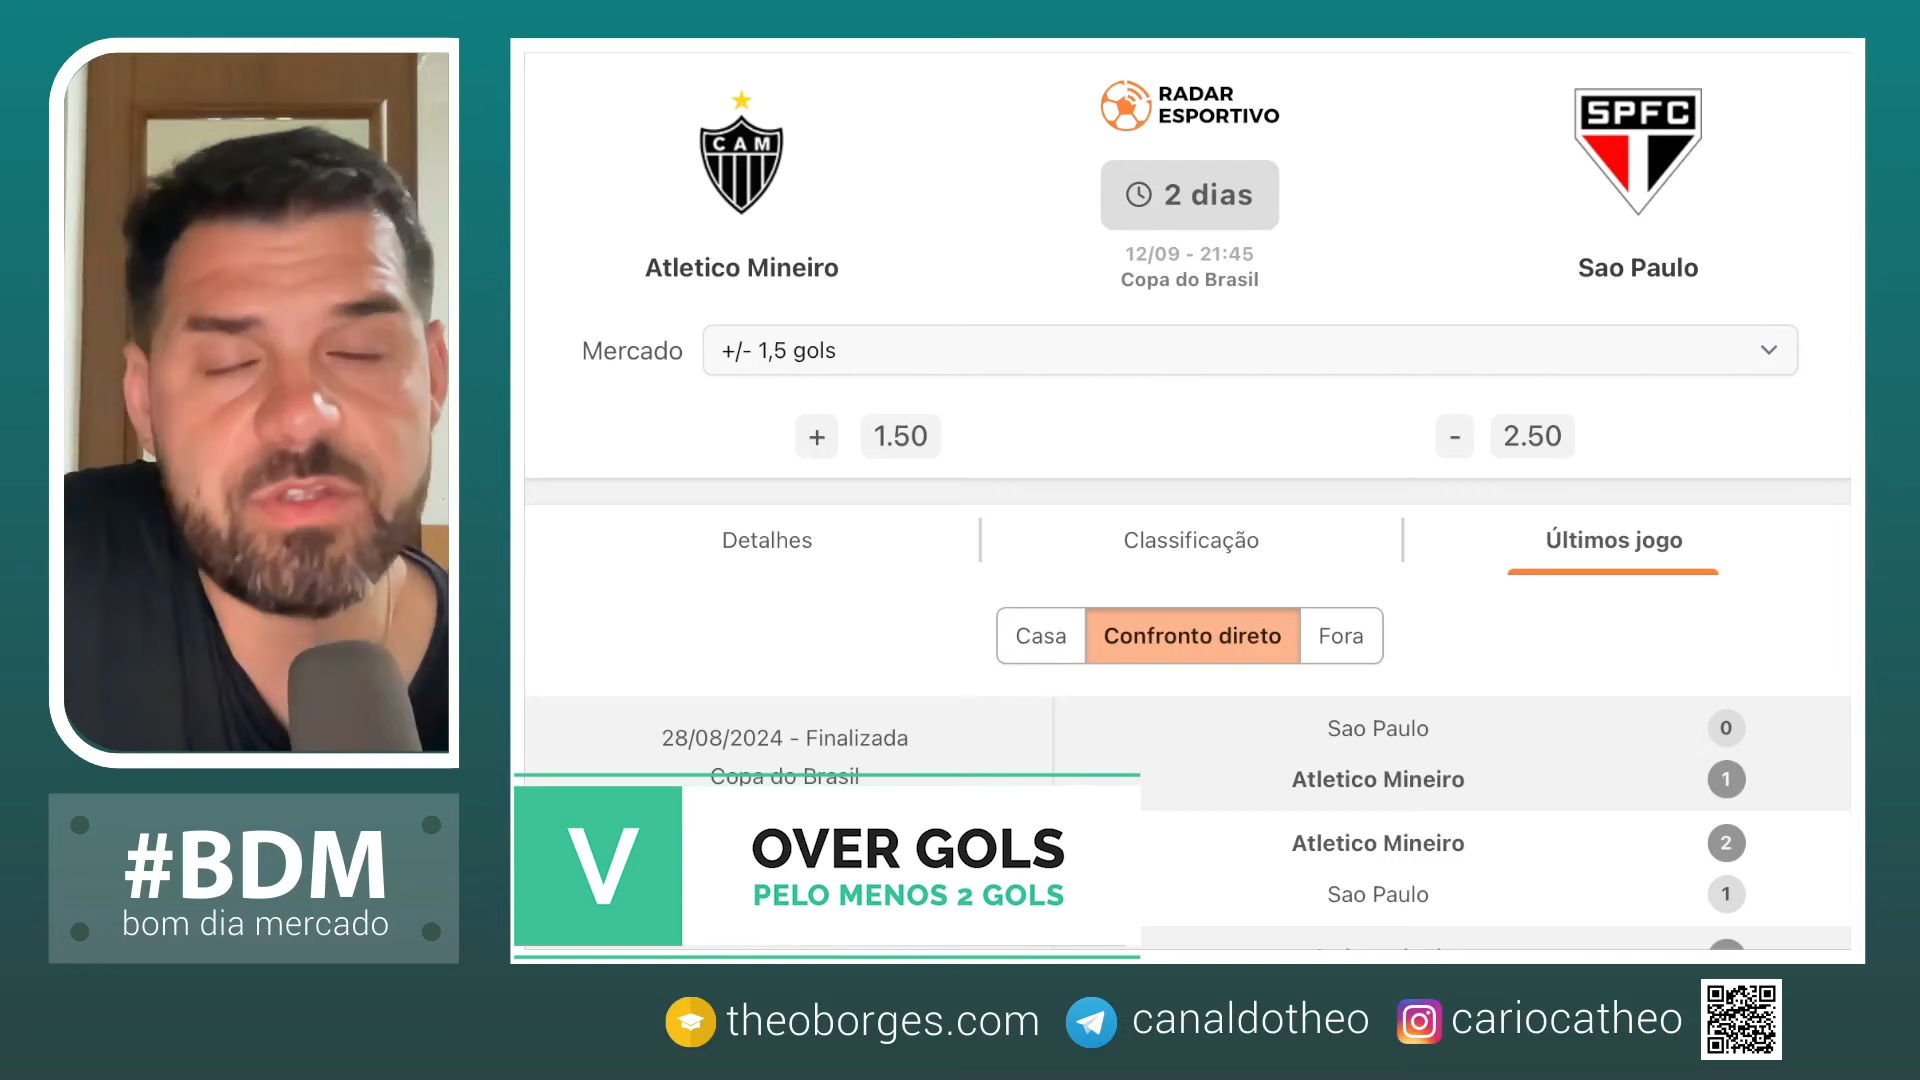 CAM
RADAR
ESPORTIVO
SPFC
2 dias
12/09 - 21:45
Copa do Brasil
Atletico Mineiro
Sao Paulo
Mercado
+/- 1,5 gols
+ 1.50
- 2.50
Detalhes
Classificação
Últimos jogo
Casa
Confronto direto
Fora
28/08/2024 - Finalizada
Copa do Brasil
Sao Paulo 0
Atletico Mineiro 1
Atletico Mineiro 2
Sao Paulo 1
V
OVER GOLS
PELO MENOS 2 GOLS
#BDM
bom dia mercado
theoborges.com
canaldotheo
cariocatheo